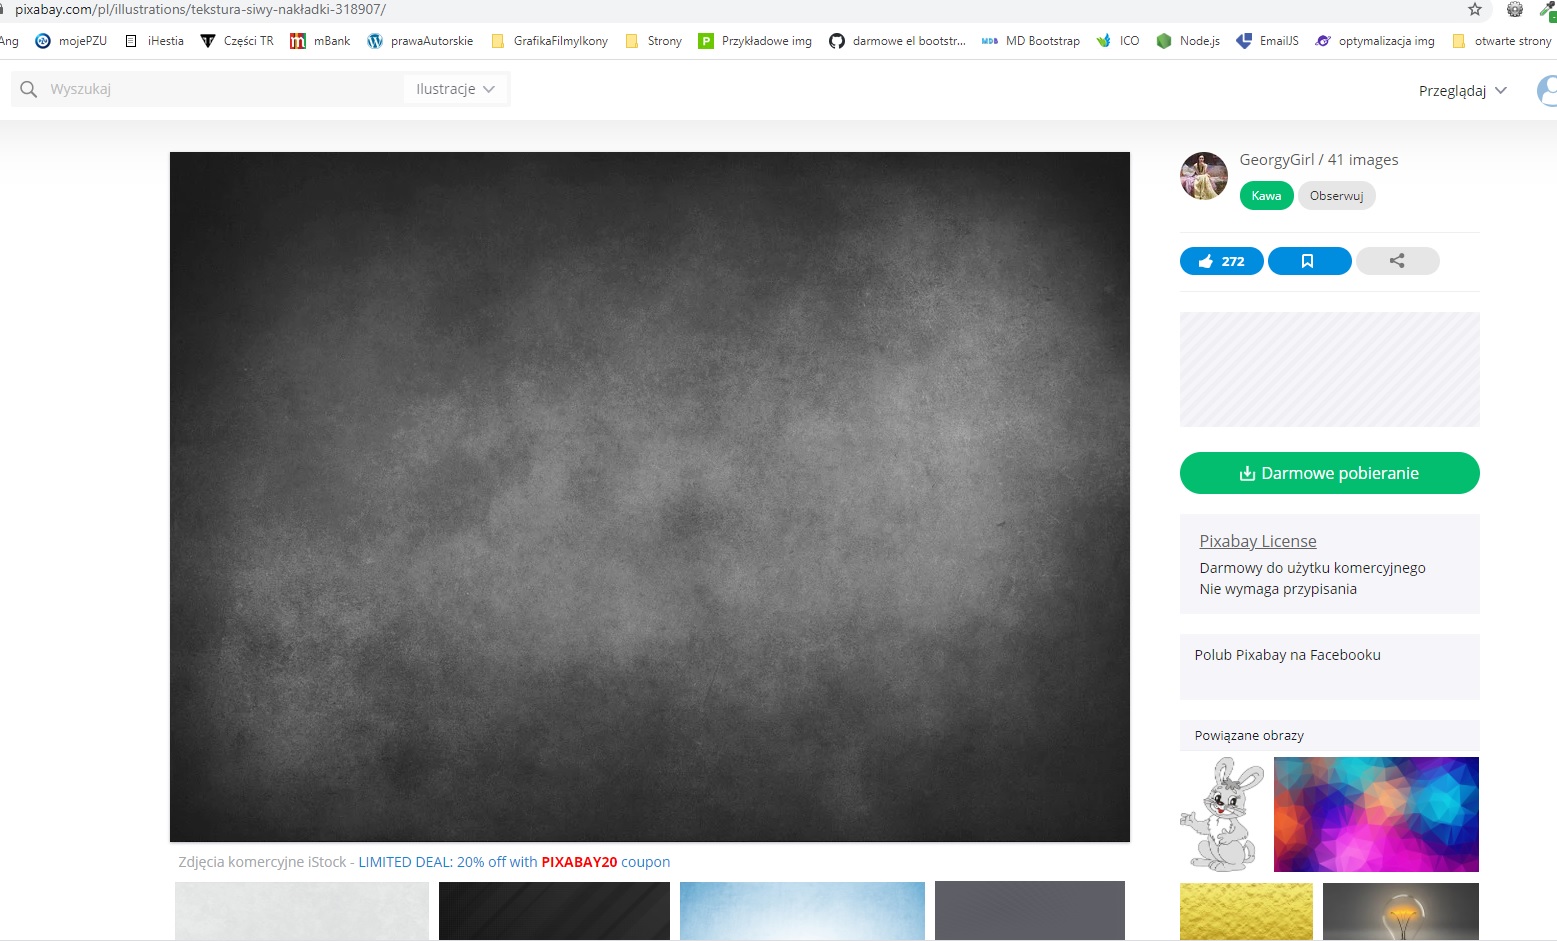 pixabay.com/pl/illustrations/tekstura-siwy-nakładki-318907/
Ang mojePZU iHestia Części TR mBank prawaAutorskie GrafikaFilmyIkony Strony P Przykładowe img darmowe el bootstr... MDB MD Bootstrap ICO Node.js EmailJS optymalizacja img otwarte strony
Wyszukaj Ilustracje Przeglądaj
GeorgyGirl / 41 images
Kawa Obserwuj
272
Darmowe pobieranie
Pixabay License
Darmowy do użytku komercyjnego
Nie wymaga przypisania
Polub Pixabay na Facebooku
Powiązane obrazy
Zdjęcia komercyjne iStock - LIMITED DEAL: 20% off with PIXABAY20 coupon